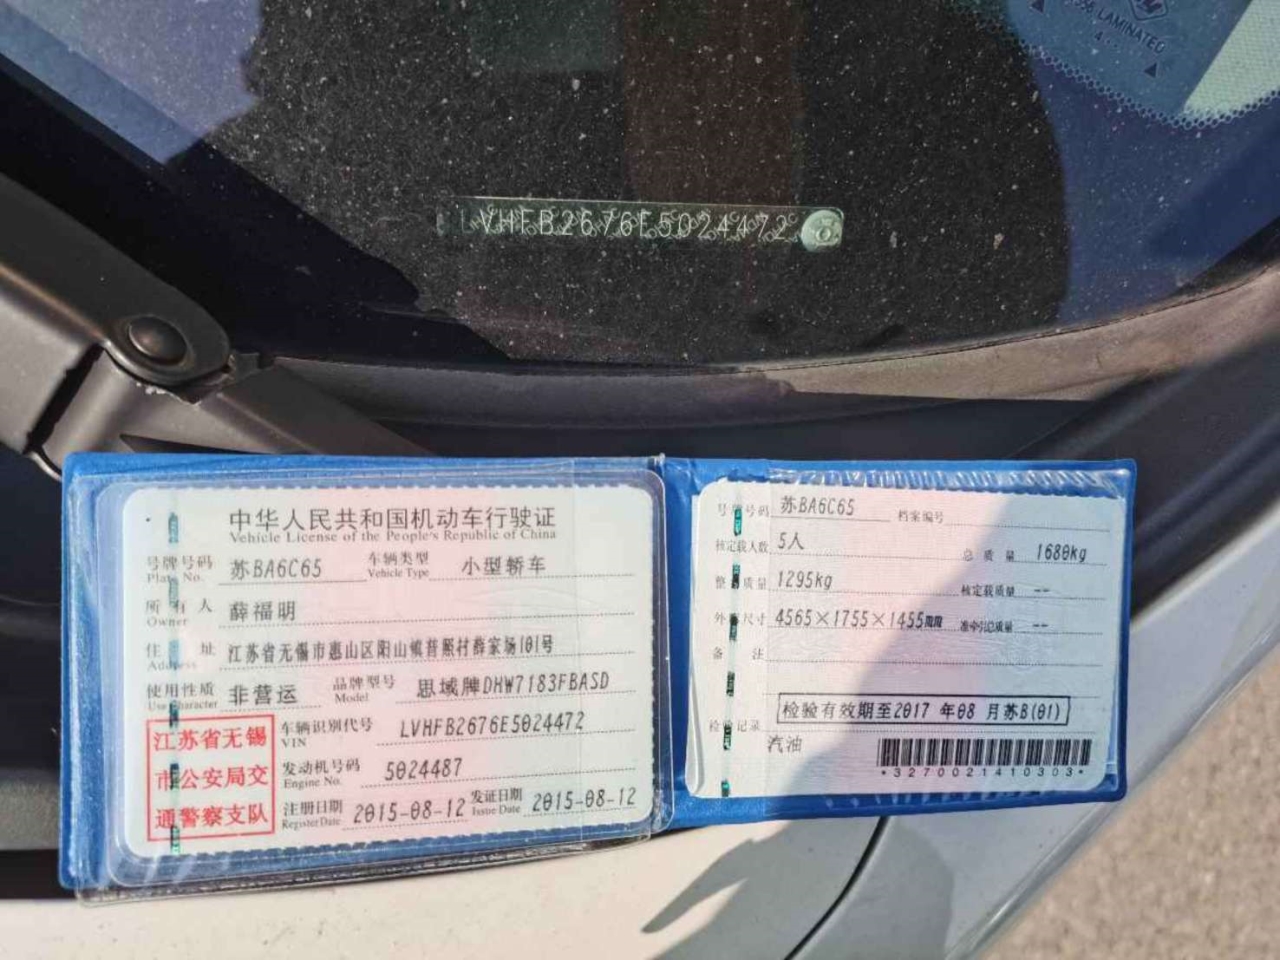 LAMINATED
VHFB2676E5024472
中华人民共和国机动车行驶证
Vehicle License of the People's Republic of China
号牌号码 苏BA6C65 车辆类型 小型轿车
Plate No. Vehicle Type
所有人 薛福明
Owner
住址 江苏省无锡市惠山区阳山镇普照村薛家场101号
Address
使用性质 非营运 品牌型号 思域牌DHW7183FBASD
Use Character Model
江苏省无锡
市公安局交
通警察支队
车辆识别代号 LVHFB2676E5024472
VIN
发动机号码 5024487
Engine No.
注册日期 2015-08-12 发证日期 2015-08-12
Register Date Issue Date
号牌号码 苏BA6C65 档案编号
核定载人数 5人 总质量 1680kg
整备质量 1295kg 核定载质量 --
外廓尺寸 4565×1755×1455 准牵引总质量 --
备注
检验有效期至2017 年08 月苏B(01)
检验记录
汽油
*3270021410303*